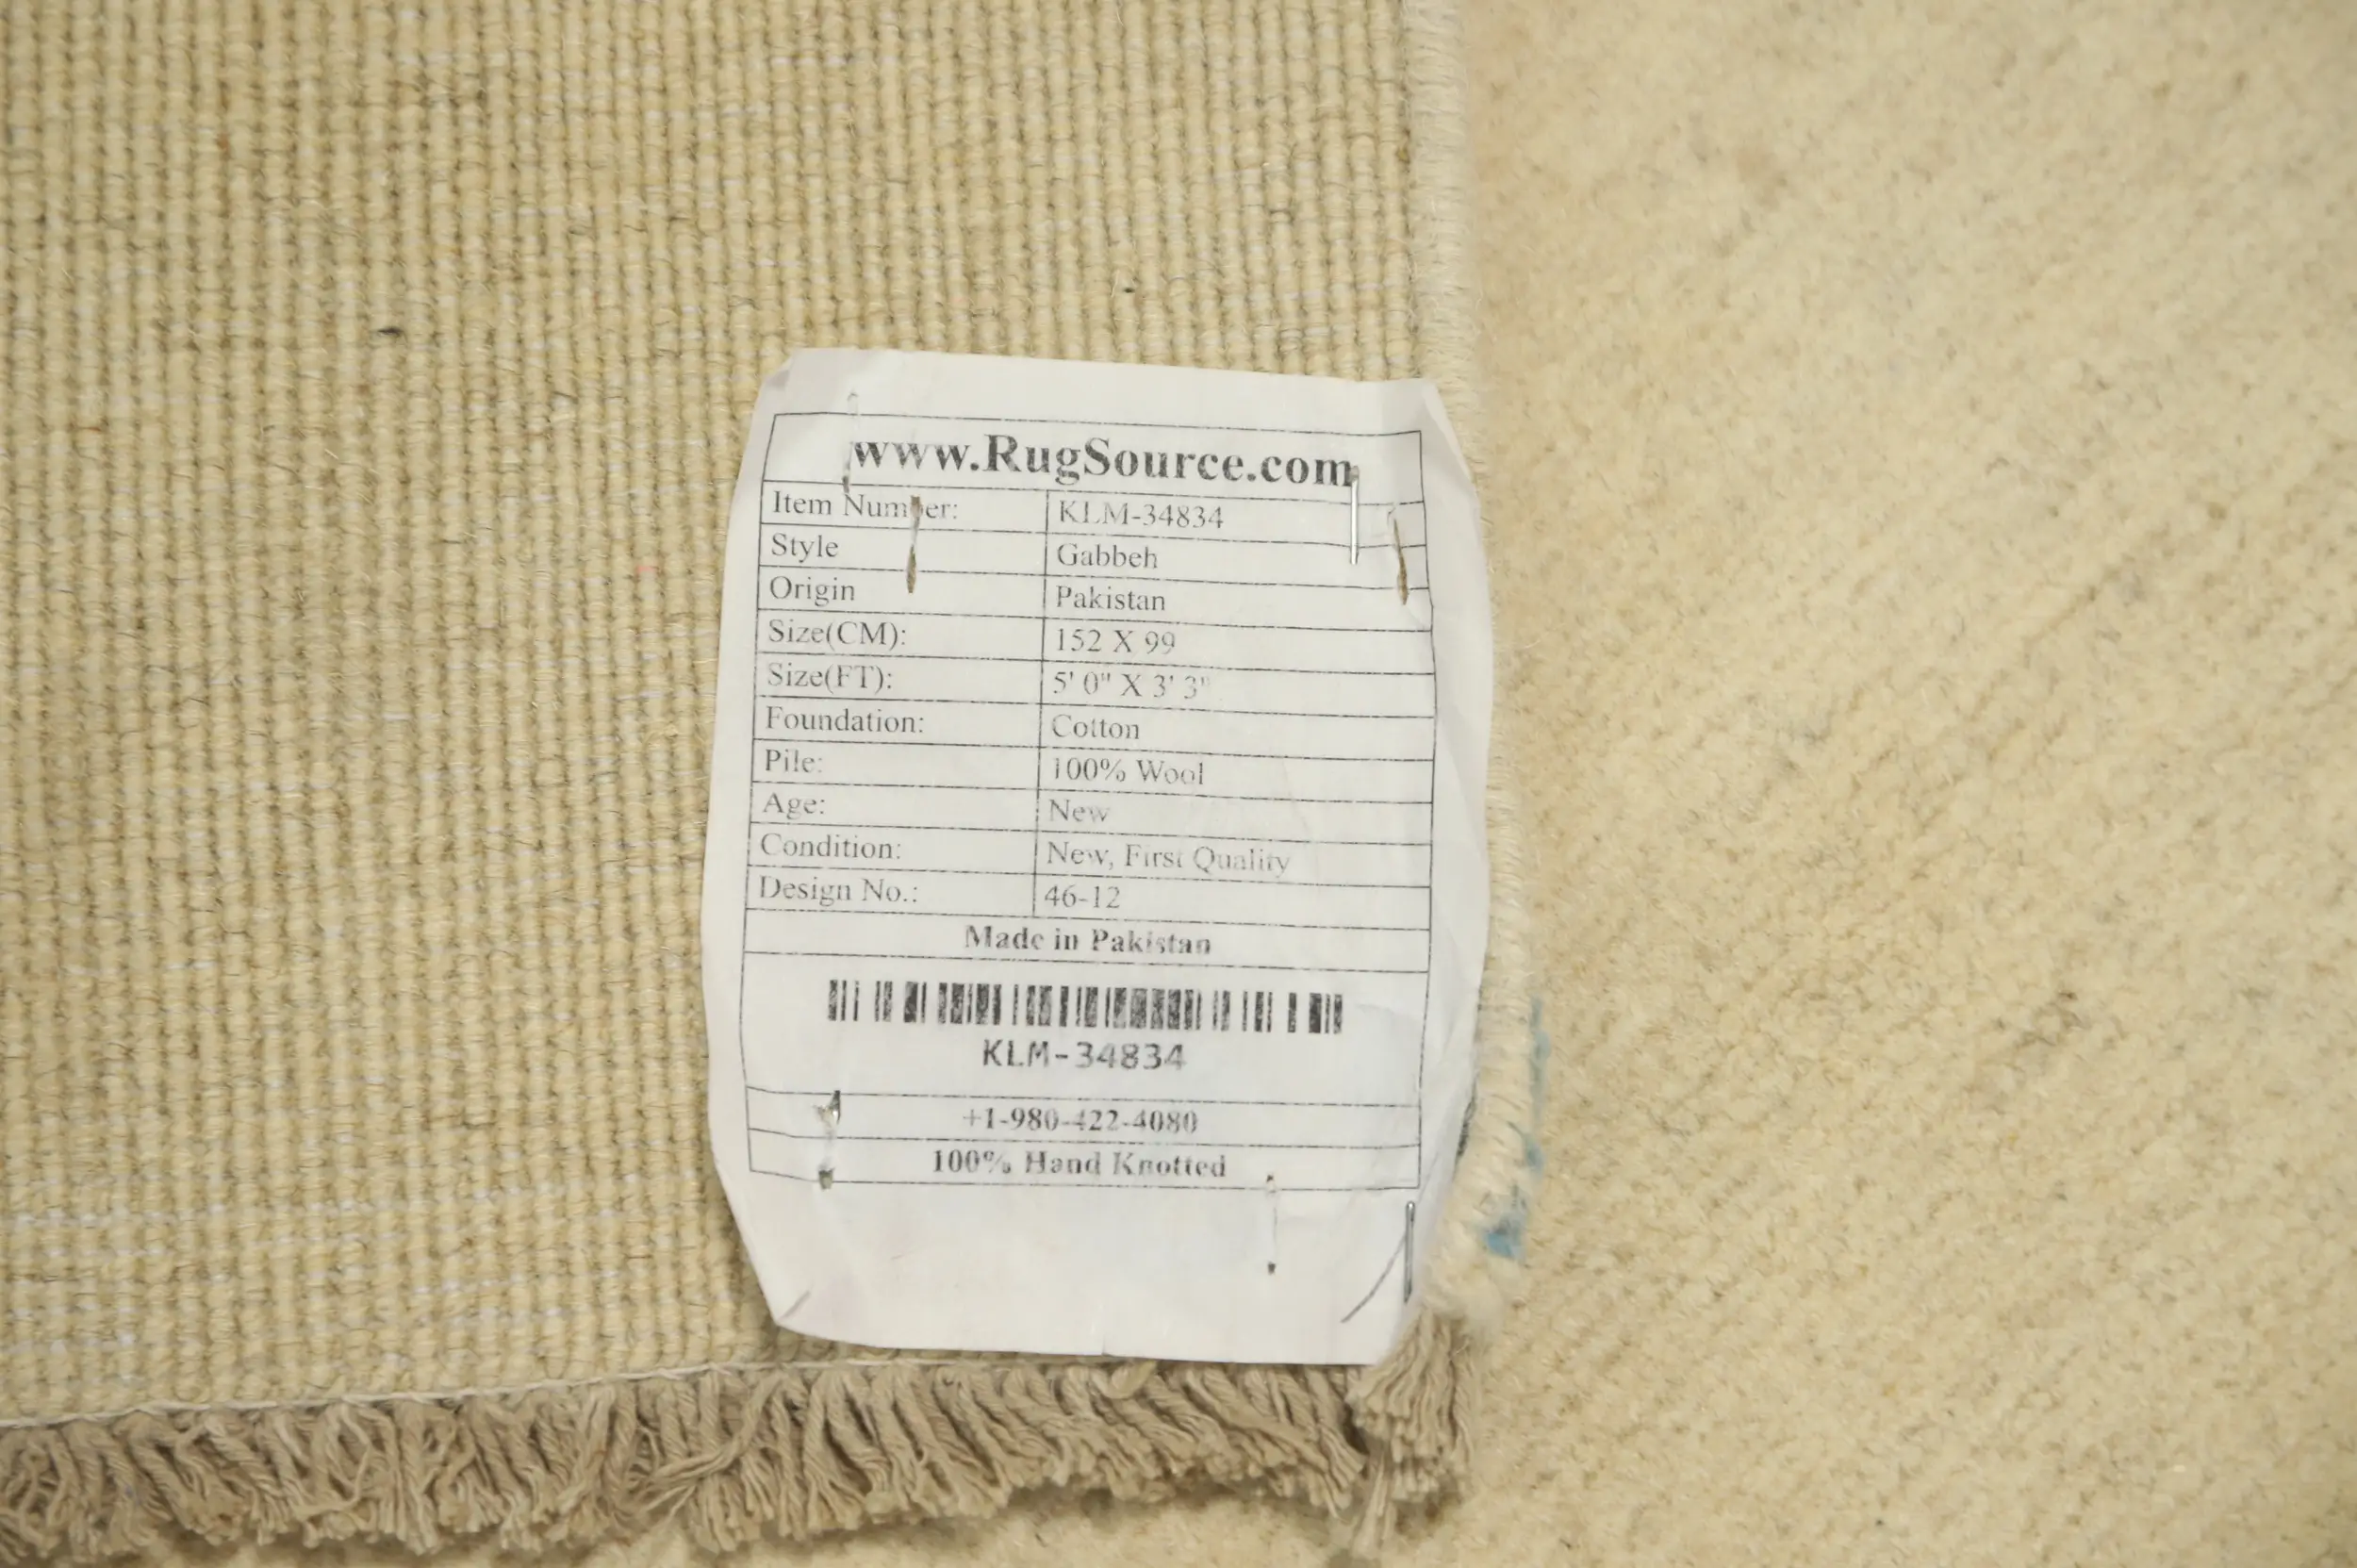 www.RugSource.com
Item Number: KLM-34834
Style Gabbeh
Origin Pakistan
Size(CM): 152 X 99
Size(FT): 5' 0" X 3' 3"
Foundation: Cotton
Pile: 100% Wool
Age: New
Condition: New, First Quality
Design No.: 46-12
Made in Pakistan
KLM-34834
+1-980-422-4080
100% Hand Knotted